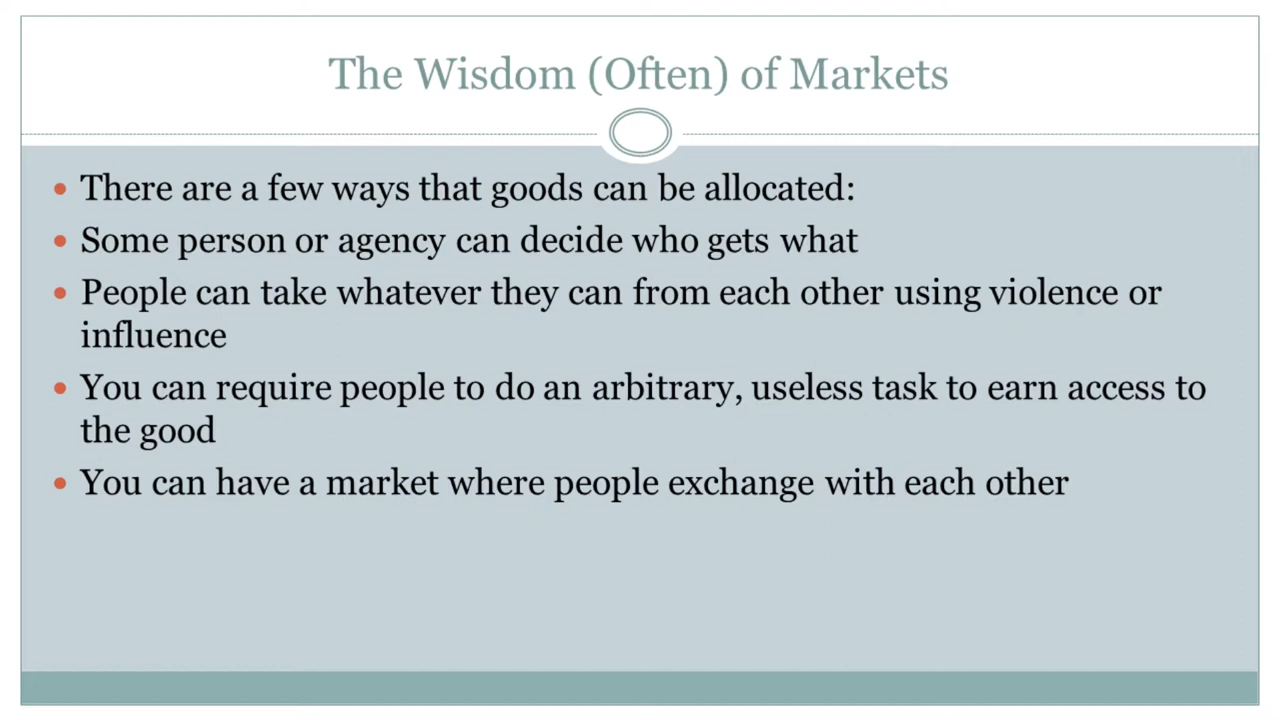 The Wisdom (Often) of Markets
• There are a few ways that goods can be allocated:
• Some person or agency can decide who gets what
• People can take whatever they can from each other using violence or
influence
• You can require people to do an arbitrary, useless task to earn access to
the good
• You can have a market where people exchange with each other